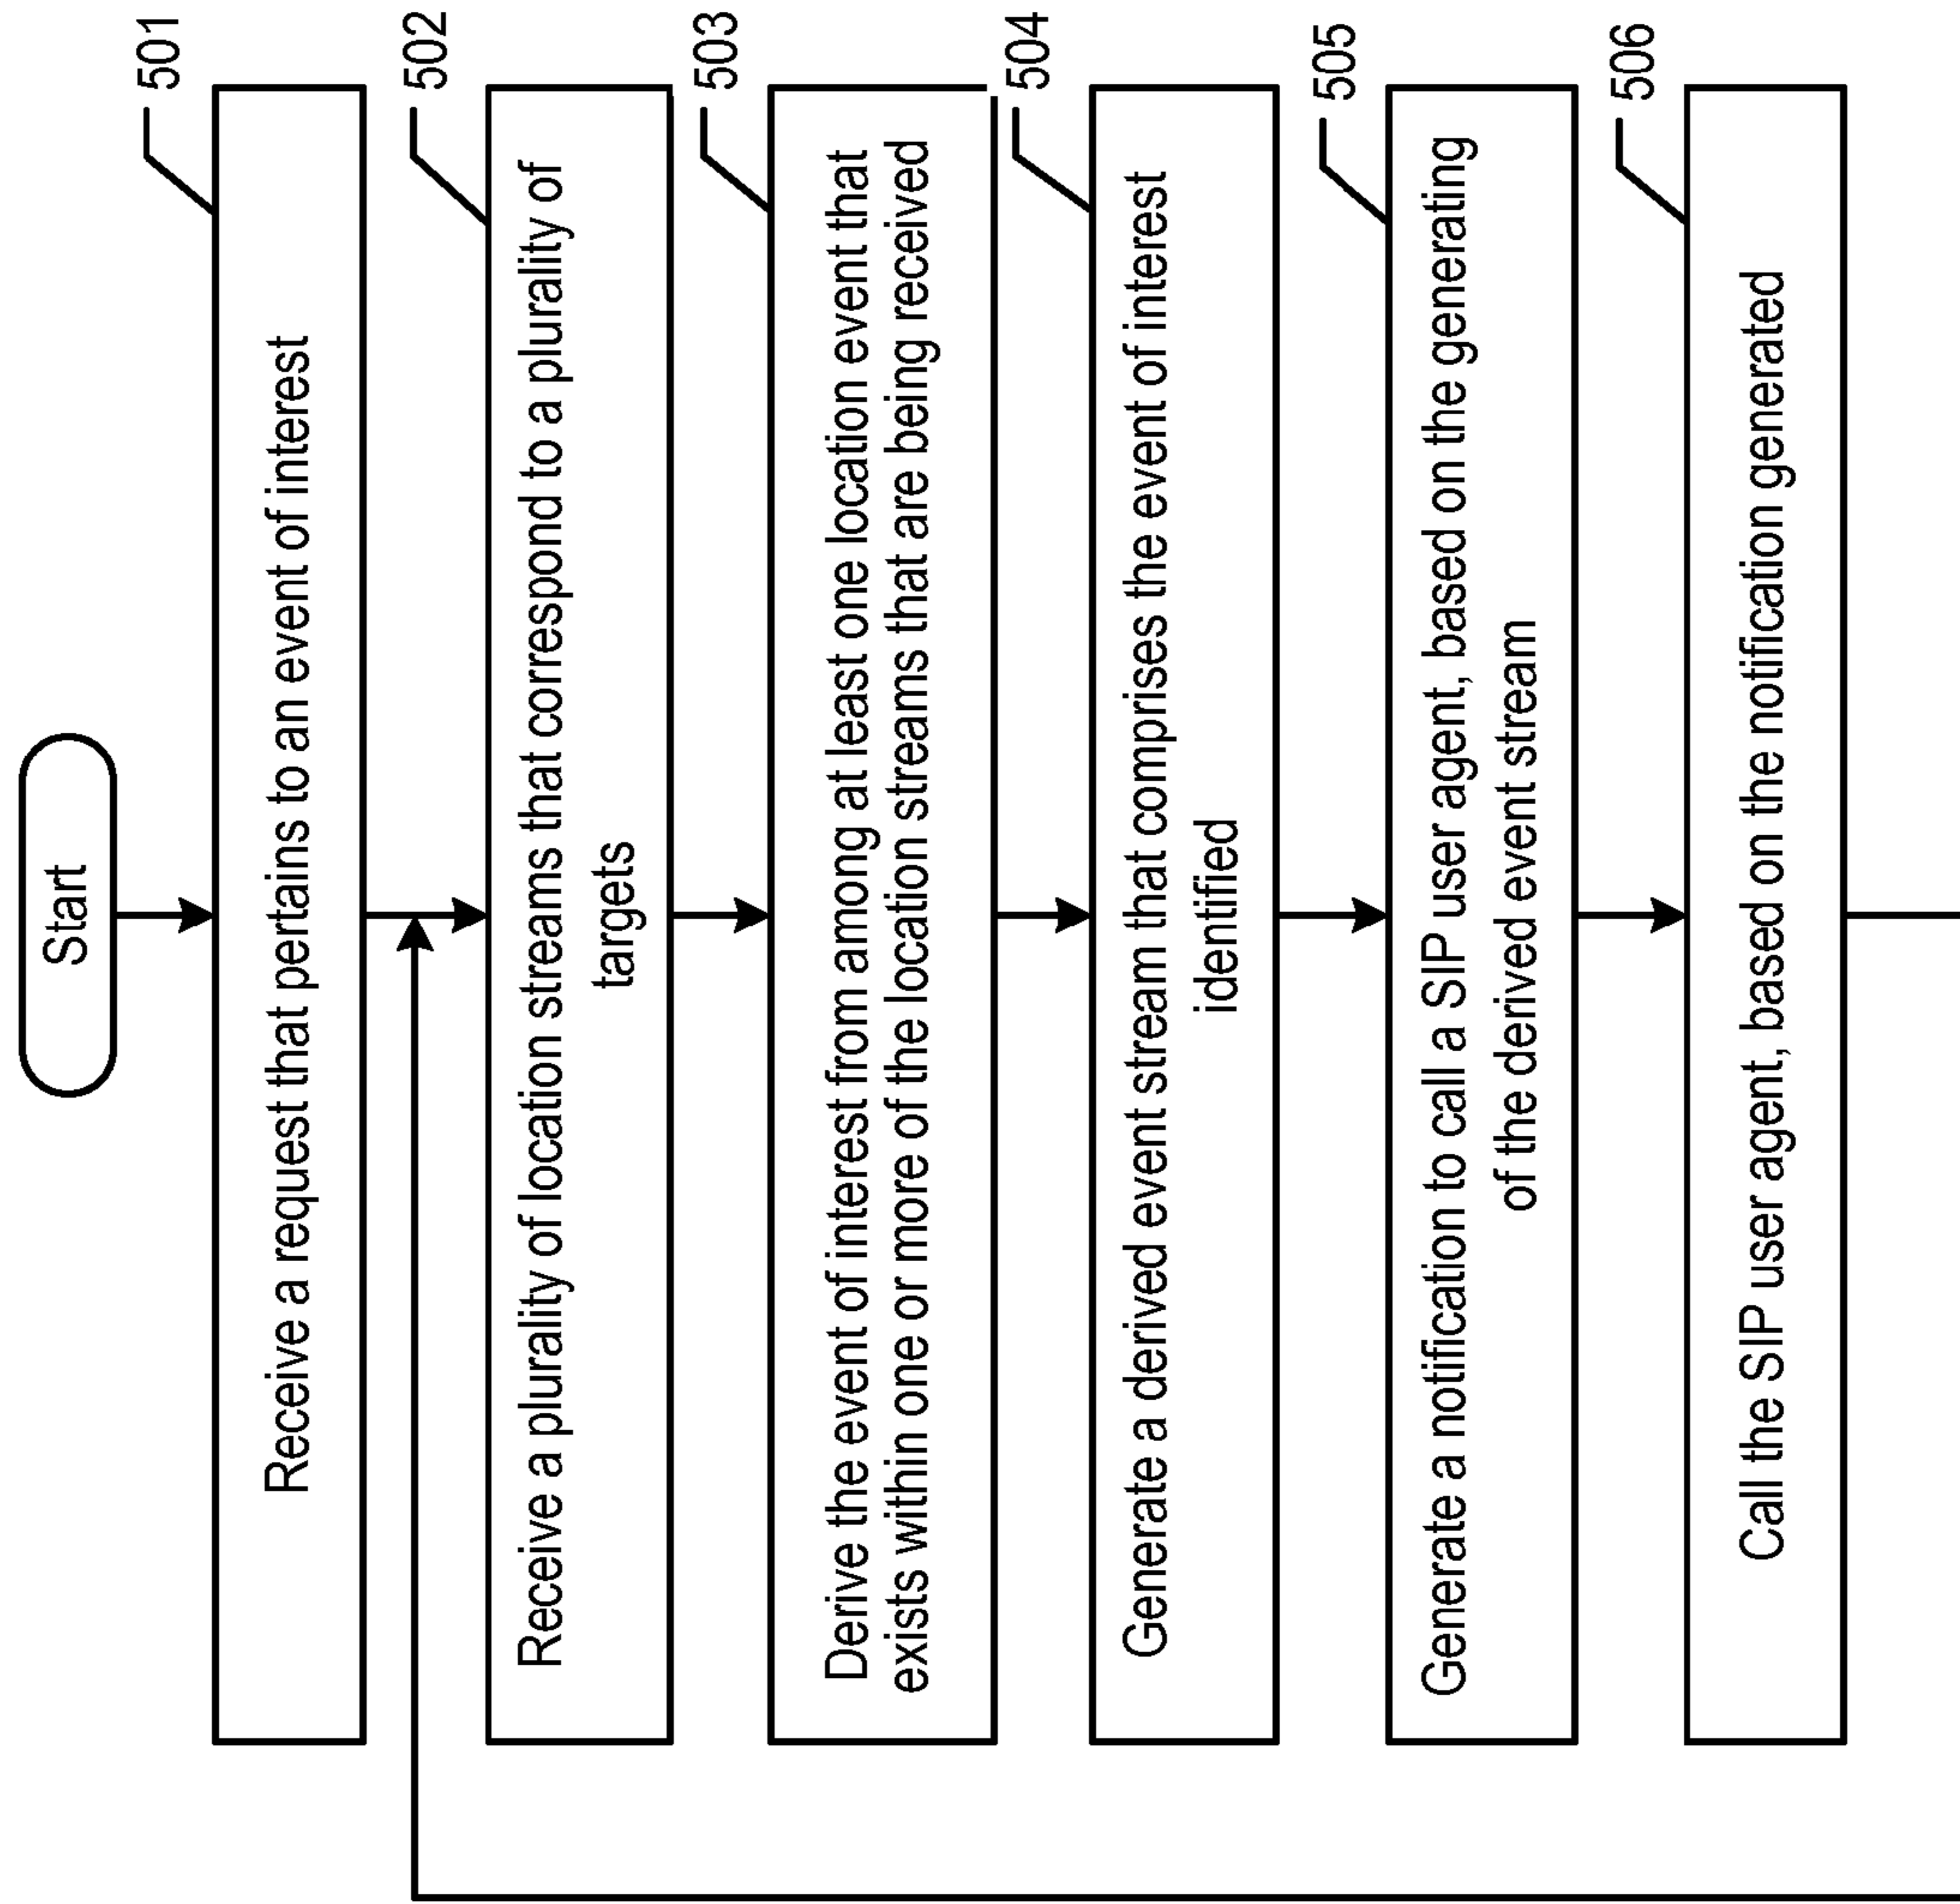 Start
501
Receive a request that pertains to an event of interest
502
Receive a plurality of location streams that correspond to a plurality of
targets
503
Derive the event of interest from among at least one location event that
exists within one or more of the location streams that are being received
504
Generate a derived event stream that comprises the event of interest
identified
505
Generate a notification to call a SIP user agent, based on the generating
of the derived event stream
506
Call the SIP user agent, based on the notification generated